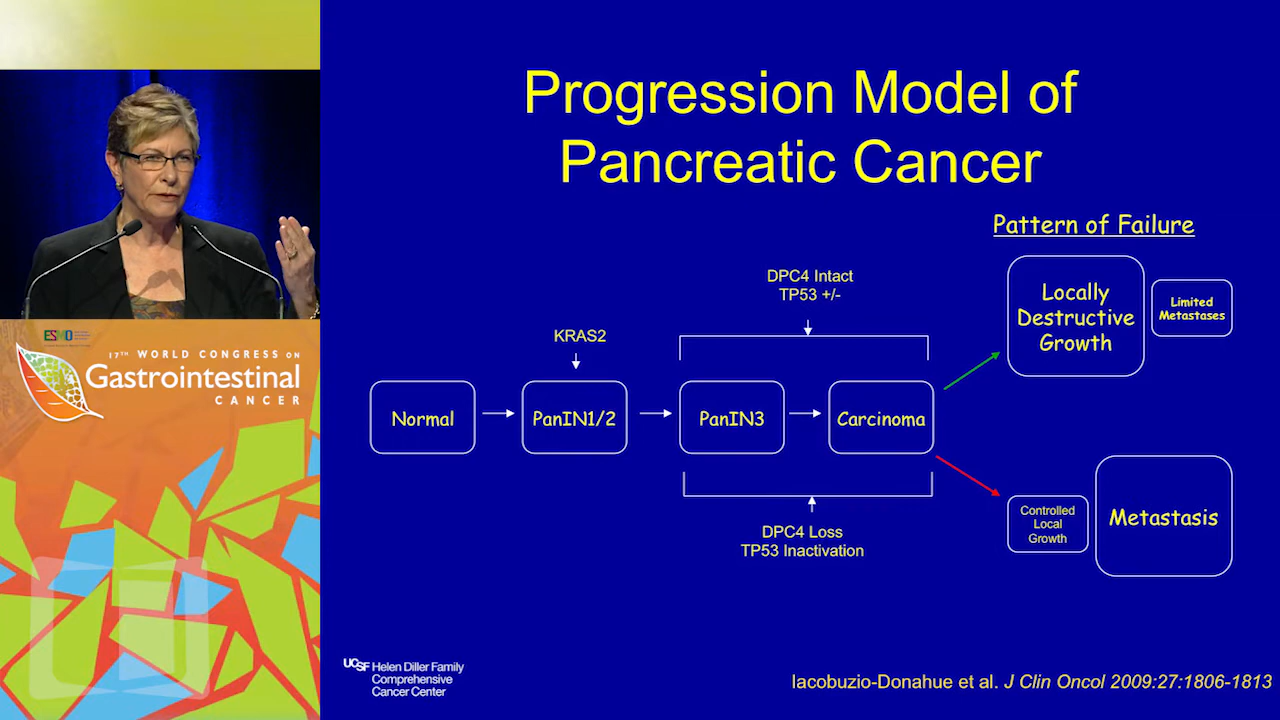 Progression Model of
Pancreatic Cancer
Pattern of Failure
DPC4 Intact
TP53 +/-
Locally
Destructive
Growth
Limited
Metastases
KRAS2
Normal
PanIN1/2
PanIN3
Carcinoma
DPC4 Loss
TP53 Inactivation
Controlled
Local
Growth
Metastasis
UCSF Helen Diller Family
Comprehensive
Cancer Center
Iacobuzio-Donahue et al. J Clin Oncol 2009:27:1806-1813
ESMO
17TH WORLD CONGRESS ON
Gastrointestinal
CANCER